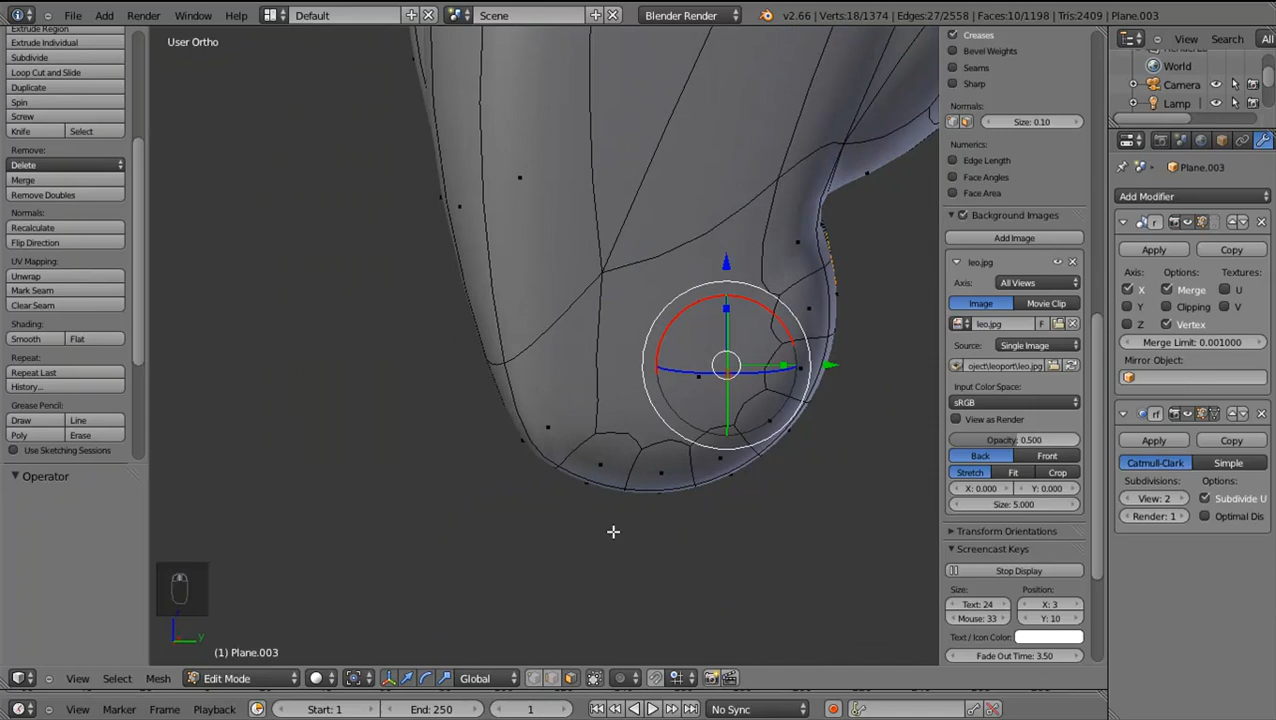 File Add Render Window Help Default Scene Blender Render v2.66 | Verts:18/1374 | Edges:27/2558 | Faces:10/1198 | Tris:2409 | Plane.003
Extrude Region
Extrude Individual
Subdivide
Loop Cut and Slide
Duplicate
Spin
Screw
Knife Select
Remove:
Delete
Merge
Remove Doubles
Normals:
Recalculate
Flip Direction
UV Mapping:
Unwrap
Mark Seam
Clear Seam
Shading:
Smooth Flat
Repeat:
Repeat Last
History...
Grease Pencil:
Draw Line
Poly Erase
Use Sketching Sessions
Operator
User Ortho
z
y
(1) Plane.003
Creases
Bevel Weights
Seams
Sharp
Normals:
Size: 0.10
Numerics:
Edge Length
Face Angles
Face Area
Background Images
Add Image
leo.jpg
Axis: All Views
Image Movie Clip
leo.jpg F
Source: Single Image
oject\leoport\leo.jpg
Input Color Space:
sRGB
View as Render
Opacity: 0.500
Back Front
Stretch Fit Crop
X: 0.000 Y: 0.000
Size: 5.000
Transform Orientations
Screencast Keys
Stop Display
Size: Position:
Text: 24 X: 3
Mouse: 33 Y: 10
Text / Icon Color:
Fade Out Time: 3.50
View Search All
World
Camera
Lamp
Plane.003
Add Modifier
Apply Copy
Axis: Options: Textures:
X Merge U
Y Clipping V
Z Vertex
Merge Limit: 0.001000
Mirror Object:
Apply Copy
Catmull-Clark Simple
Subdivisions: Options:
View: 2 Subdivide U
Render: 1 Optimal Dis
View Select Mesh Edit Mode Global
View Marker Frame Playback Start: 1 End: 250 1 No Sync